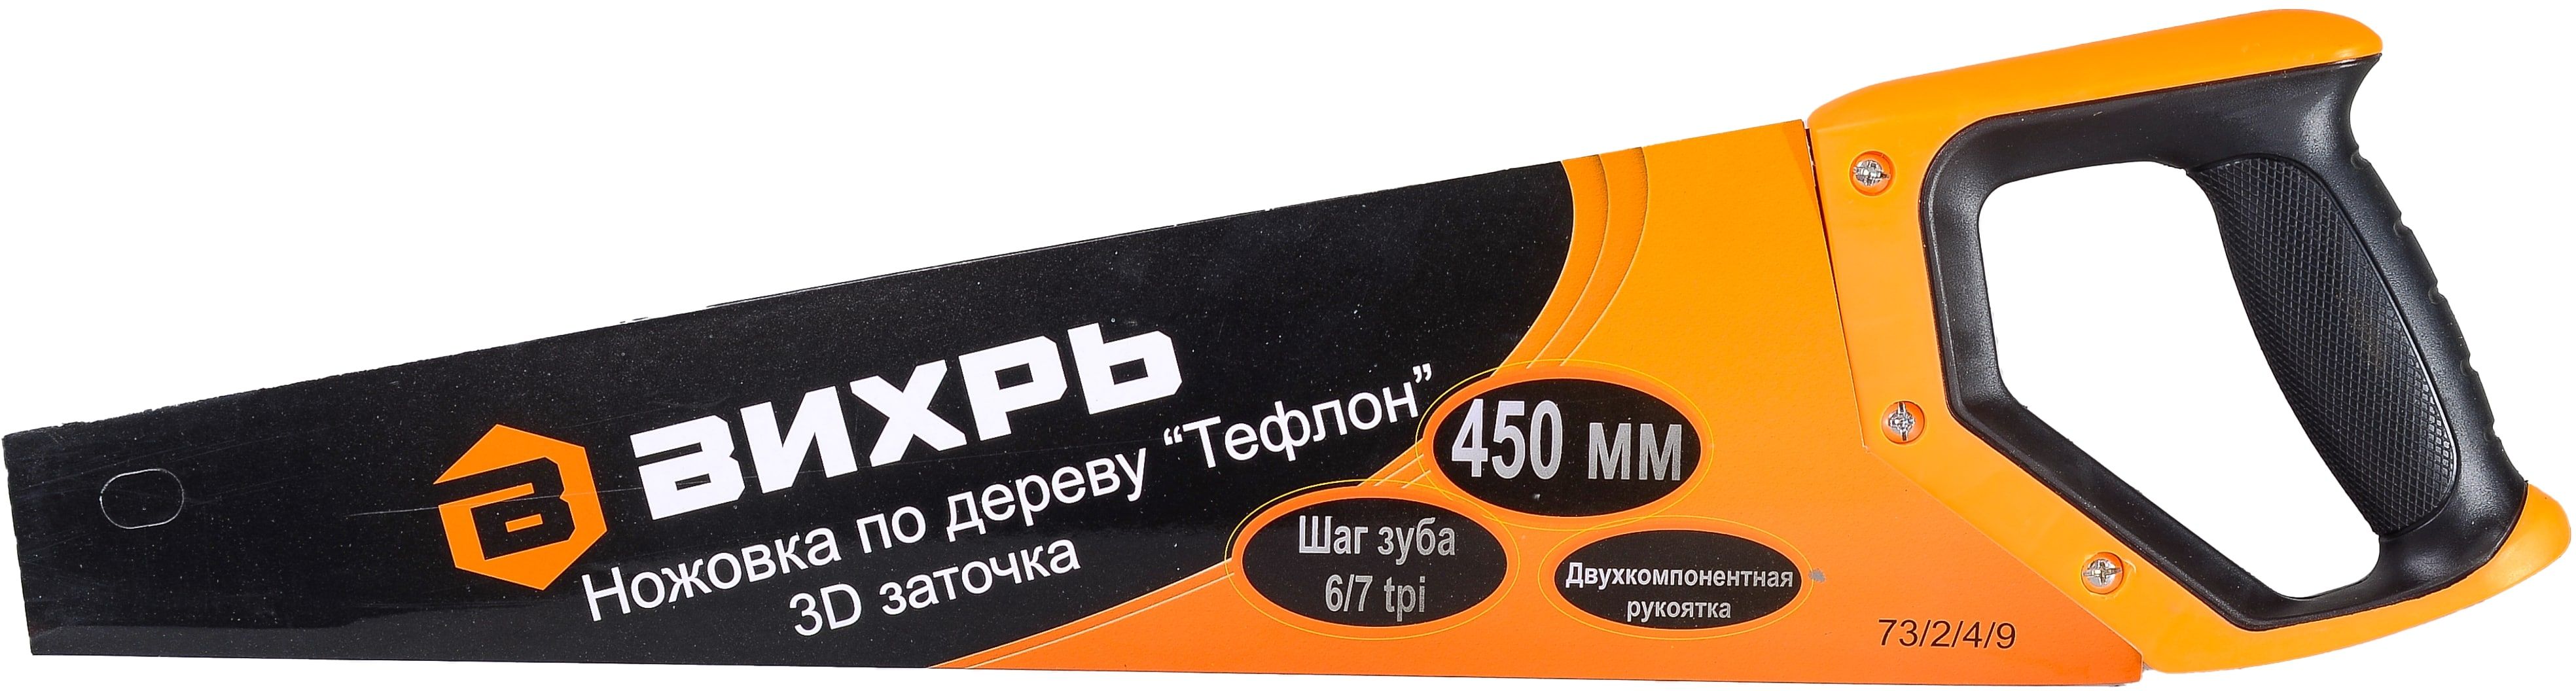 ВИХРЬ
Ножовка по дереву “Тефлон”
3D заточка
450 мм
Шаг зуба
6/7 tpi
Двухкомпонентная
рукоятка
73/2/4/9